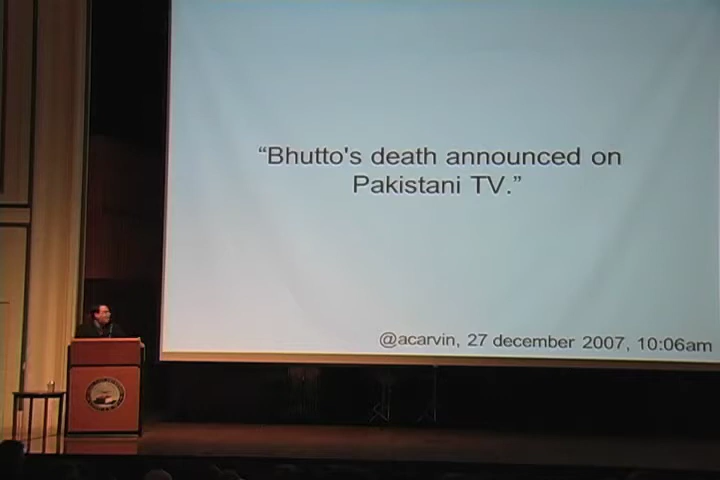 “Bhutto's death announced on
Pakistani TV.”
@acarvin, 27 december 2007, 10:06am